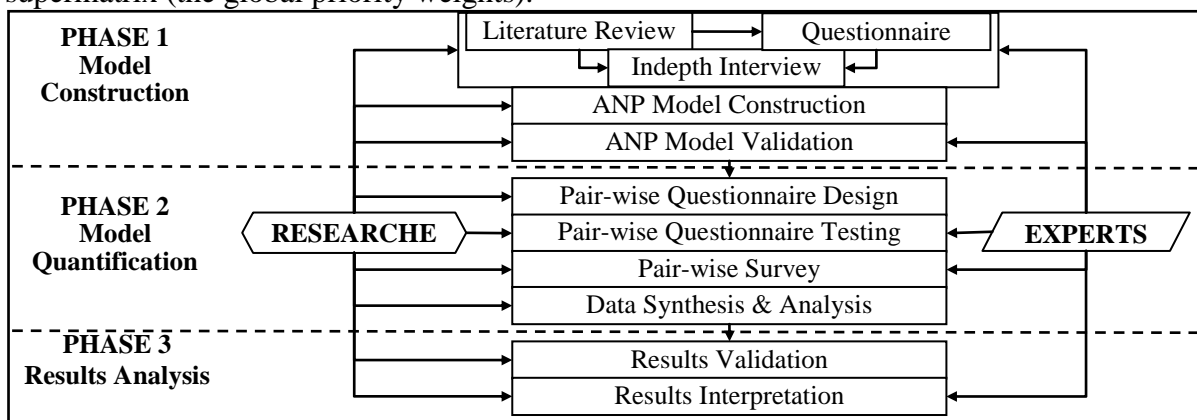 supermatrix (the global priority weights).
PHASE 1
Model
Construction
Literature Review
Questionnaire
Indepth Interview
ANP Model Construction
ANP Model Validation
PHASE 2
Model
Quantification
RESEARCHE
Pair-wise Questionnaire Design
Pair-wise Questionnaire Testing
Pair-wise Survey
Data Synthesis & Analysis
EXPERTS
PHASE 3
Results Analysis
Results Validation
Results Interpretation